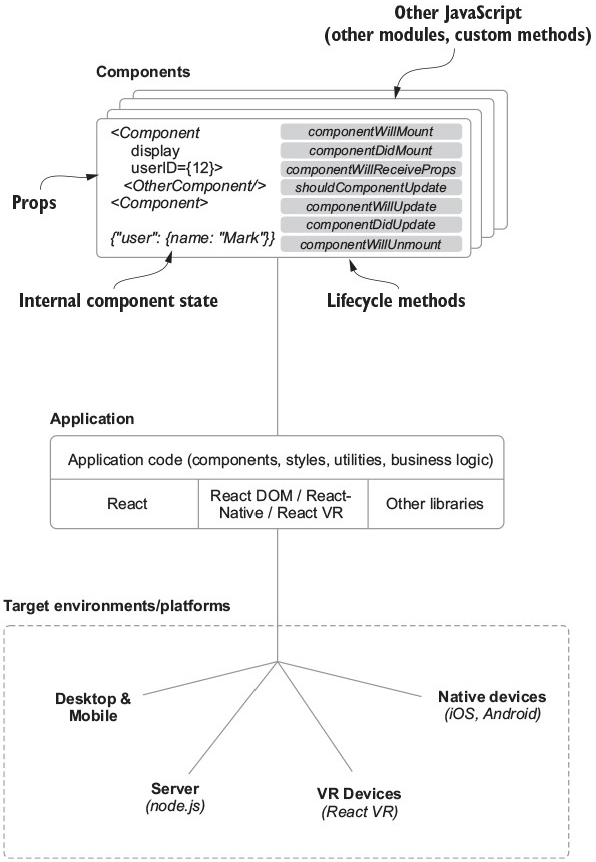 Other JavaScript
(other modules, custom methods)
Components
<Component
display
userID={12}>
<OtherComponent/>
<Component>
{"user": {name: "Mark"}}
componentWillMount
componentDidMount
componentWillReceiveProps
shouldComponentUpdate
componentWillUpdate
componentDidUpdate
componentWillUnmount
Props
Internal component state
Lifecycle methods
Application
Application code (components, styles, utilities, business logic)
React
React DOM / React-
Native / React VR
Other libraries
Target environments/platforms
Desktop &
Mobile
Native devices
(iOS, Android)
Server
(node.js)
VR Devices
(React VR)